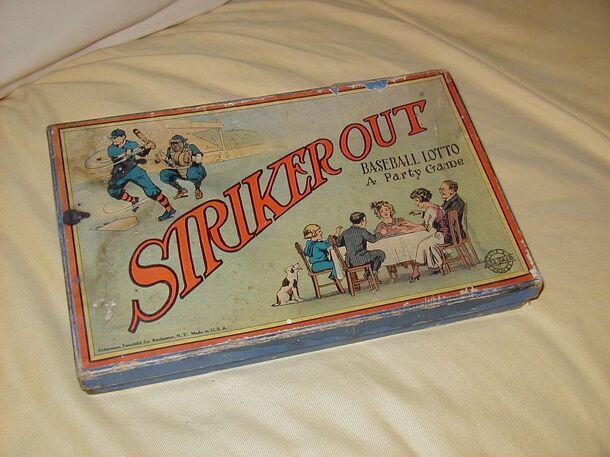 STRIKER OUT
BASEBALL LOTTO
A Party Game
Alderman, Fairchild Co. Rochester, N. Y. Made in U. S. A.